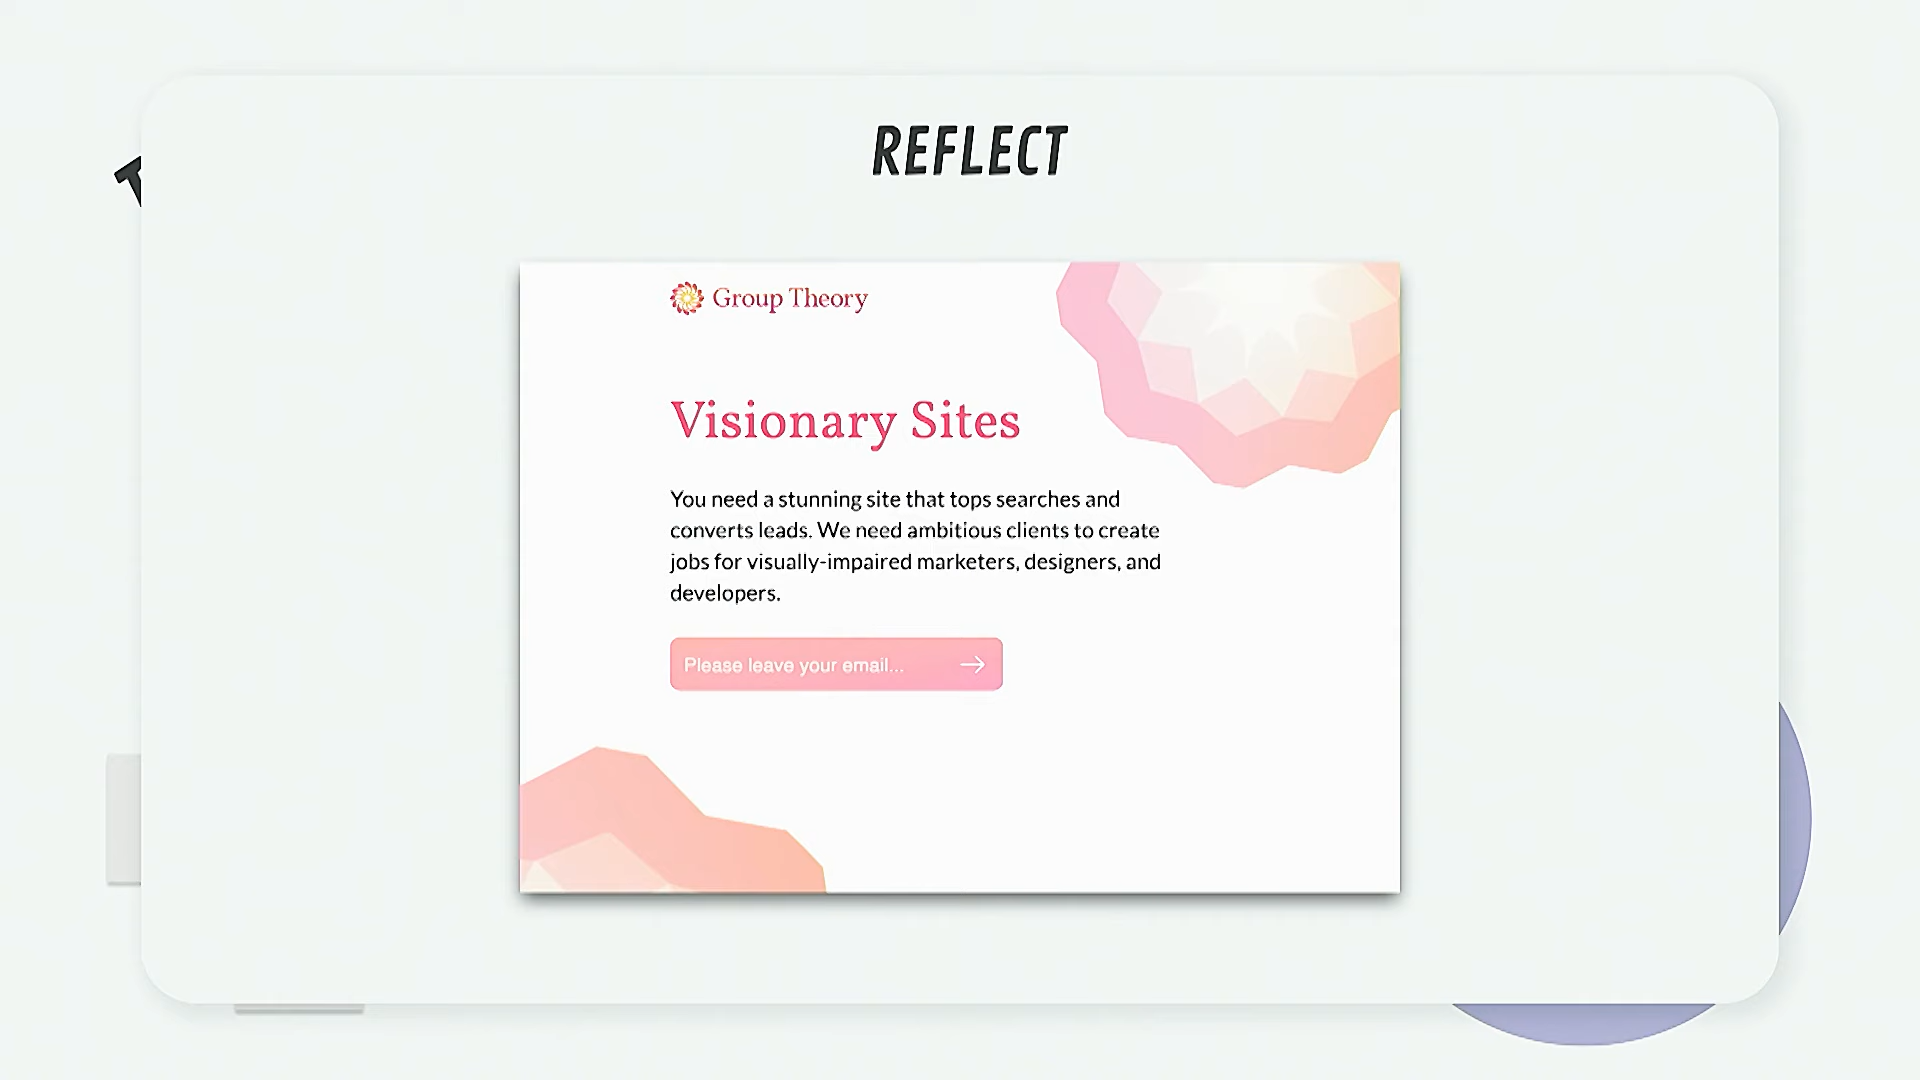 REFLECT
Group Theory
Visionary Sites
You need a stunning site that tops searches and
converts leads. We need ambitious clients to create
jobs for visually-impaired marketers, designers, and
developers.
Please leave your email...